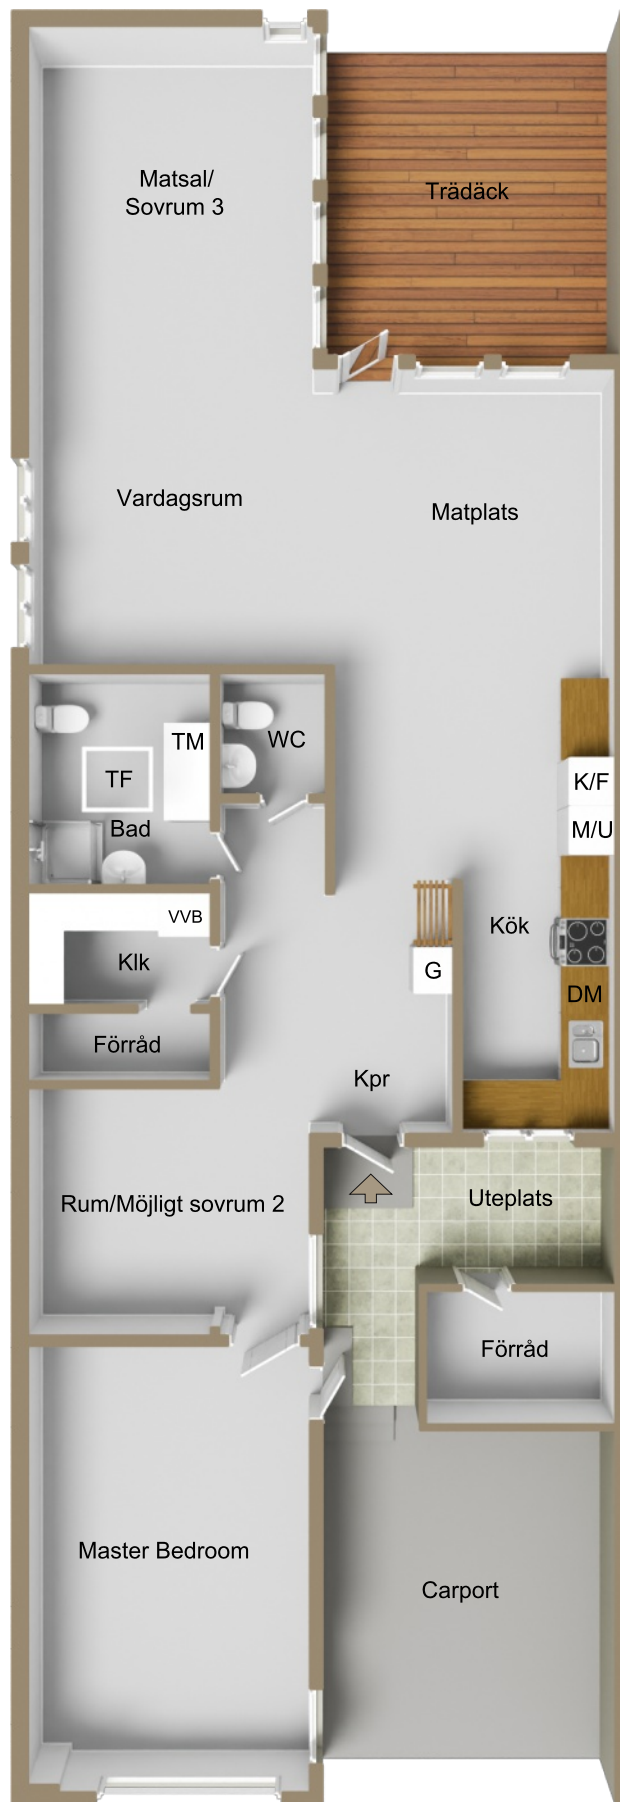 Matsal/
Sovrum 3
Trädäck
Vardagsrum
Matplats
TM
WC
TF
K/F
Bad
M/U
VVB
Kök
Klk
G
DM
Förråd
Kpr
Rum/Möjligt sovrum 2
Uteplats
Förråd
Master Bedroom
Carport